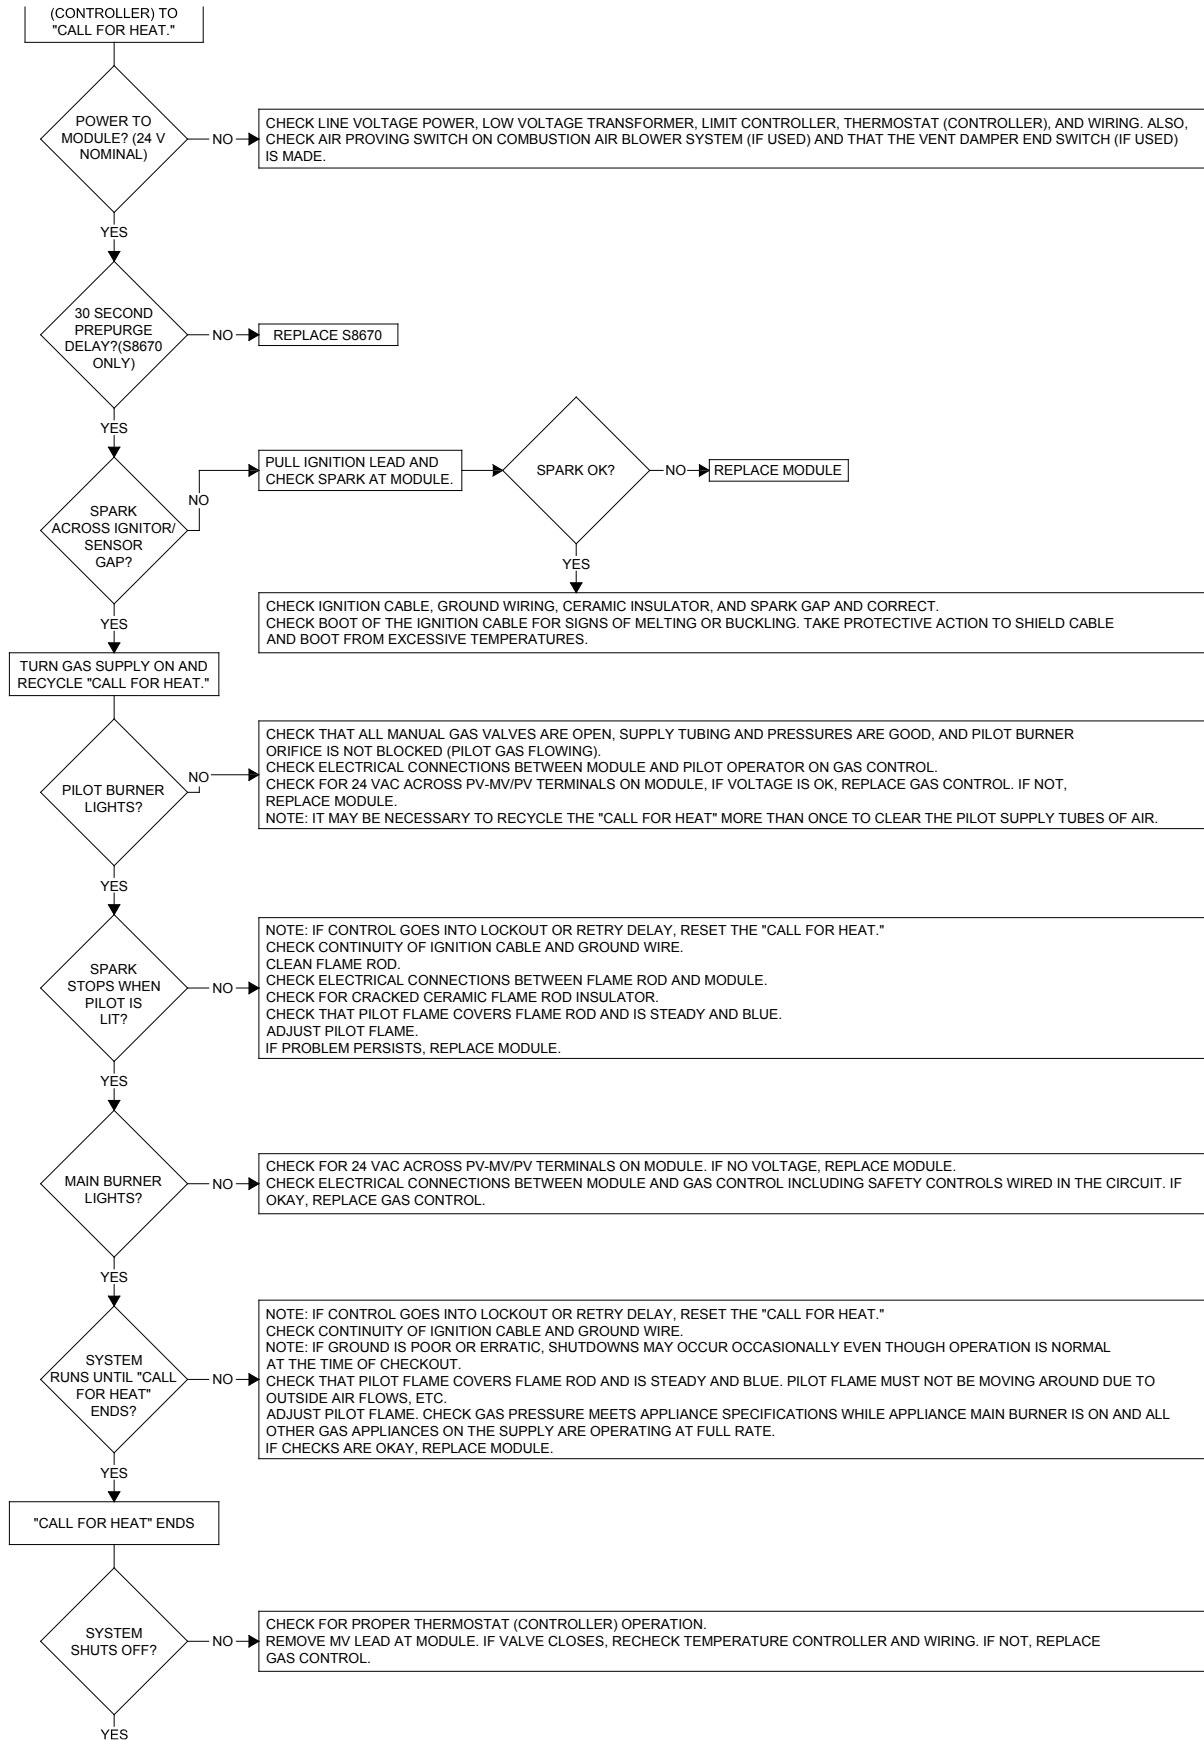 (CONTROLLER) TO
"CALL FOR HEAT."
POWER TO
MODULE? (24 V
NOMINAL)
NO
CHECK LINE VOLTAGE POWER, LOW VOLTAGE TRANSFORMER, LIMIT CONTROLLER, THERMOSTAT (CONTROLLER), AND WIRING. ALSO,
CHECK AIR PROVING SWITCH ON COMBUSTION AIR BLOWER SYSTEM (IF USED) AND THAT THE VENT DAMPER END SWITCH (IF USED)
IS MADE.
YES
30 SECOND
PREPURGE
DELAY?(S8670
ONLY)
NO
REPLACE S8670
YES
SPARK
ACROSS IGNITOR/
SENSOR
GAP?
NO
PULL IGNITION LEAD AND
CHECK SPARK AT MODULE.
SPARK OK?
NO
REPLACE MODULE
YES
CHECK IGNITION CABLE, GROUND WIRING, CERAMIC INSULATOR, AND SPARK GAP AND CORRECT.
CHECK BOOT OF THE IGNITION CABLE FOR SIGNS OF MELTING OR BUCKLING. TAKE PROTECTIVE ACTION TO SHIELD CABLE
AND BOOT FROM EXCESSIVE TEMPERATURES.
YES
TURN GAS SUPPLY ON AND
RECYCLE "CALL FOR HEAT."
PILOT BURNER
LIGHTS?
NO
CHECK THAT ALL MANUAL GAS VALVES ARE OPEN, SUPPLY TUBING AND PRESSURES ARE GOOD, AND PILOT BURNER
ORIFICE IS NOT BLOCKED (PILOT GAS FLOWING).
CHECK ELECTRICAL CONNECTIONS BETWEEN MODULE AND PILOT OPERATOR ON GAS CONTROL.
CHECK FOR 24 VAC ACROSS PV-MV/PV TERMINALS ON MODULE, IF VOLTAGE IS OK, REPLACE GAS CONTROL. IF NOT,
REPLACE MODULE.
NOTE: IT MAY BE NECESSARY TO RECYCLE THE "CALL FOR HEAT" MORE THAN ONCE TO CLEAR THE PILOT SUPPLY TUBES OF AIR.
YES
SPARK
STOPS WHEN
PILOT IS
LIT?
NO
NOTE: IF CONTROL GOES INTO LOCKOUT OR RETRY DELAY, RESET THE "CALL FOR HEAT."
CHECK CONTINUITY OF IGNITION CABLE AND GROUND WIRE.
CLEAN FLAME ROD.
CHECK ELECTRICAL CONNECTIONS BETWEEN FLAME ROD AND MODULE.
CHECK FOR CRACKED CERAMIC FLAME ROD INSULATOR.
CHECK THAT PILOT FLAME COVERS FLAME ROD AND IS STEADY AND BLUE.
ADJUST PILOT FLAME.
IF PROBLEM PERSISTS, REPLACE MODULE.
YES
MAIN BURNER
LIGHTS?
NO
CHECK FOR 24 VAC ACROSS PV-MV/PV TERMINALS ON MODULE. IF NO VOLTAGE, REPLACE MODULE.
CHECK ELECTRICAL CONNECTIONS BETWEEN MODULE AND GAS CONTROL INCLUDING SAFETY CONTROLS WIRED IN THE CIRCUIT. IF
OKAY, REPLACE GAS CONTROL.
YES
SYSTEM
RUNS UNTIL "CALL
FOR HEAT"
ENDS?
NO
NOTE: IF CONTROL GOES INTO LOCKOUT OR RETRY DELAY, RESET THE "CALL FOR HEAT."
CHECK CONTINUITY OF IGNITION CABLE AND GROUND WIRE.
NOTE: IF GROUND IS POOR OR ERRATIC, SHUTDOWNS MAY OCCUR OCCASIONALLY EVEN THOUGH OPERATION IS NORMAL
AT THE TIME OF CHECKOUT.
CHECK THAT PILOT FLAME COVERS FLAME ROD AND IS STEADY AND BLUE. PILOT FLAME MUST NOT BE MOVING AROUND DUE TO
OUTSIDE AIR FLOWS, ETC.
ADJUST PILOT FLAME. CHECK GAS PRESSURE MEETS APPLIANCE SPECIFICATIONS WHILE APPLIANCE MAIN BURNER IS ON AND ALL
OTHER GAS APPLIANCES ON THE SUPPLY ARE OPERATING AT FULL RATE.
IF CHECKS ARE OKAY, REPLACE MODULE.
YES
"CALL FOR HEAT" ENDS
SYSTEM
SHUTS OFF?
NO
CHECK FOR PROPER THERMOSTAT (CONTROLLER) OPERATION.
REMOVE MV LEAD AT MODULE. IF VALVE CLOSES, RECHECK TEMPERATURE CONTROLLER AND WIRING. IF NOT, REPLACE
GAS CONTROL.
YES